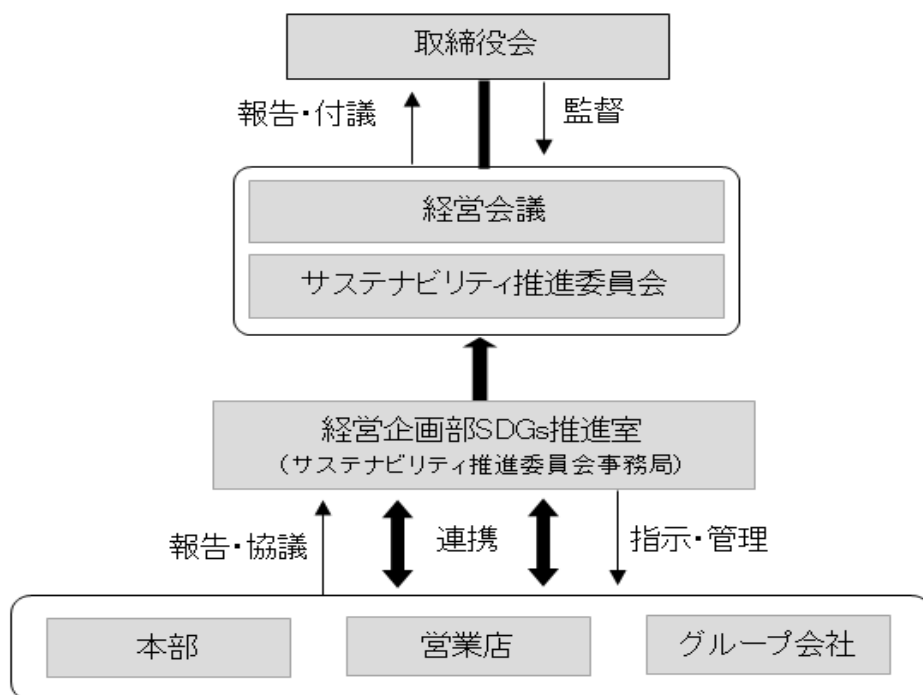 取締役会
報告・付議
監督
経営会議
サステナビリティ推進委員会
経営企画部SDGs推進室
(サステナビリティ推進委員会事務局)
報告・協議
連携
指示・管理
本部
営業店
グループ会社